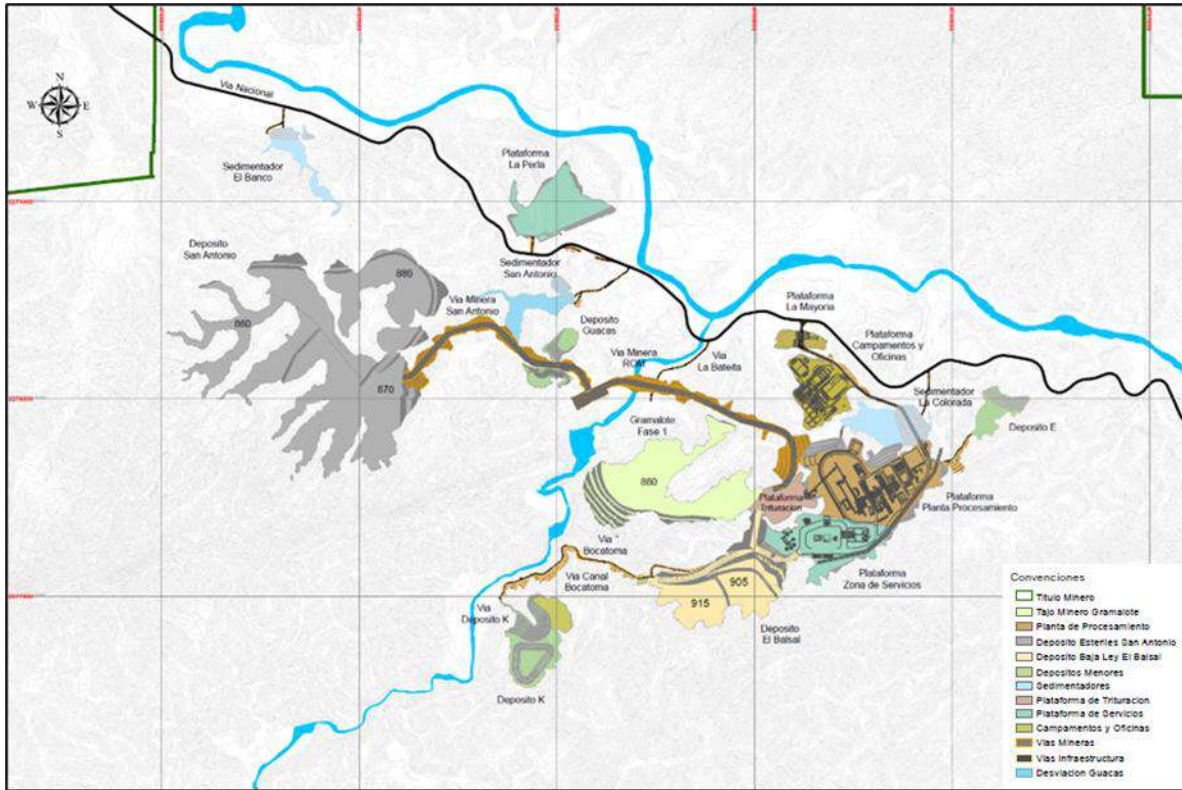 N
W E
S
Via Nacional
Sedimentador
El Banco
Plataforma
La Perla
Deposito
San Antonio
880
860
870
Sedimentador
San Antonio
Via Minera
San Antonio
Deposito
Guacas
Via Minera
ROM
Via
La Bateita
Plataforma
La Mayoria
Plataforma
Campamentos y
Oficinas
Sedimentador
La Colorada
Deposito E
Gramalote
Fase 1
880
Plataforma
Trituracion
Plataforma
Planta Procesamiento
Via
Bocatoma
Via Canal
Bocatoma
Plataforma
Zona de Servicios
905
915
Deposito
El Balsal
Via
Deposito K
Deposito K
Convenciones
Titulo Minero
Tajo Minero Gramalote
Planta de Procesamiento
Deposito Esteriles San Antonio
Deposito Baja Ley El Balsal
Depositos Menores
Sedimentadores
Plataforma de Trituracion
Plataforma de Servicios
Campamentos y Oficinas
Vias Mineras
Vias Infraestructura
Desviacion Guacas